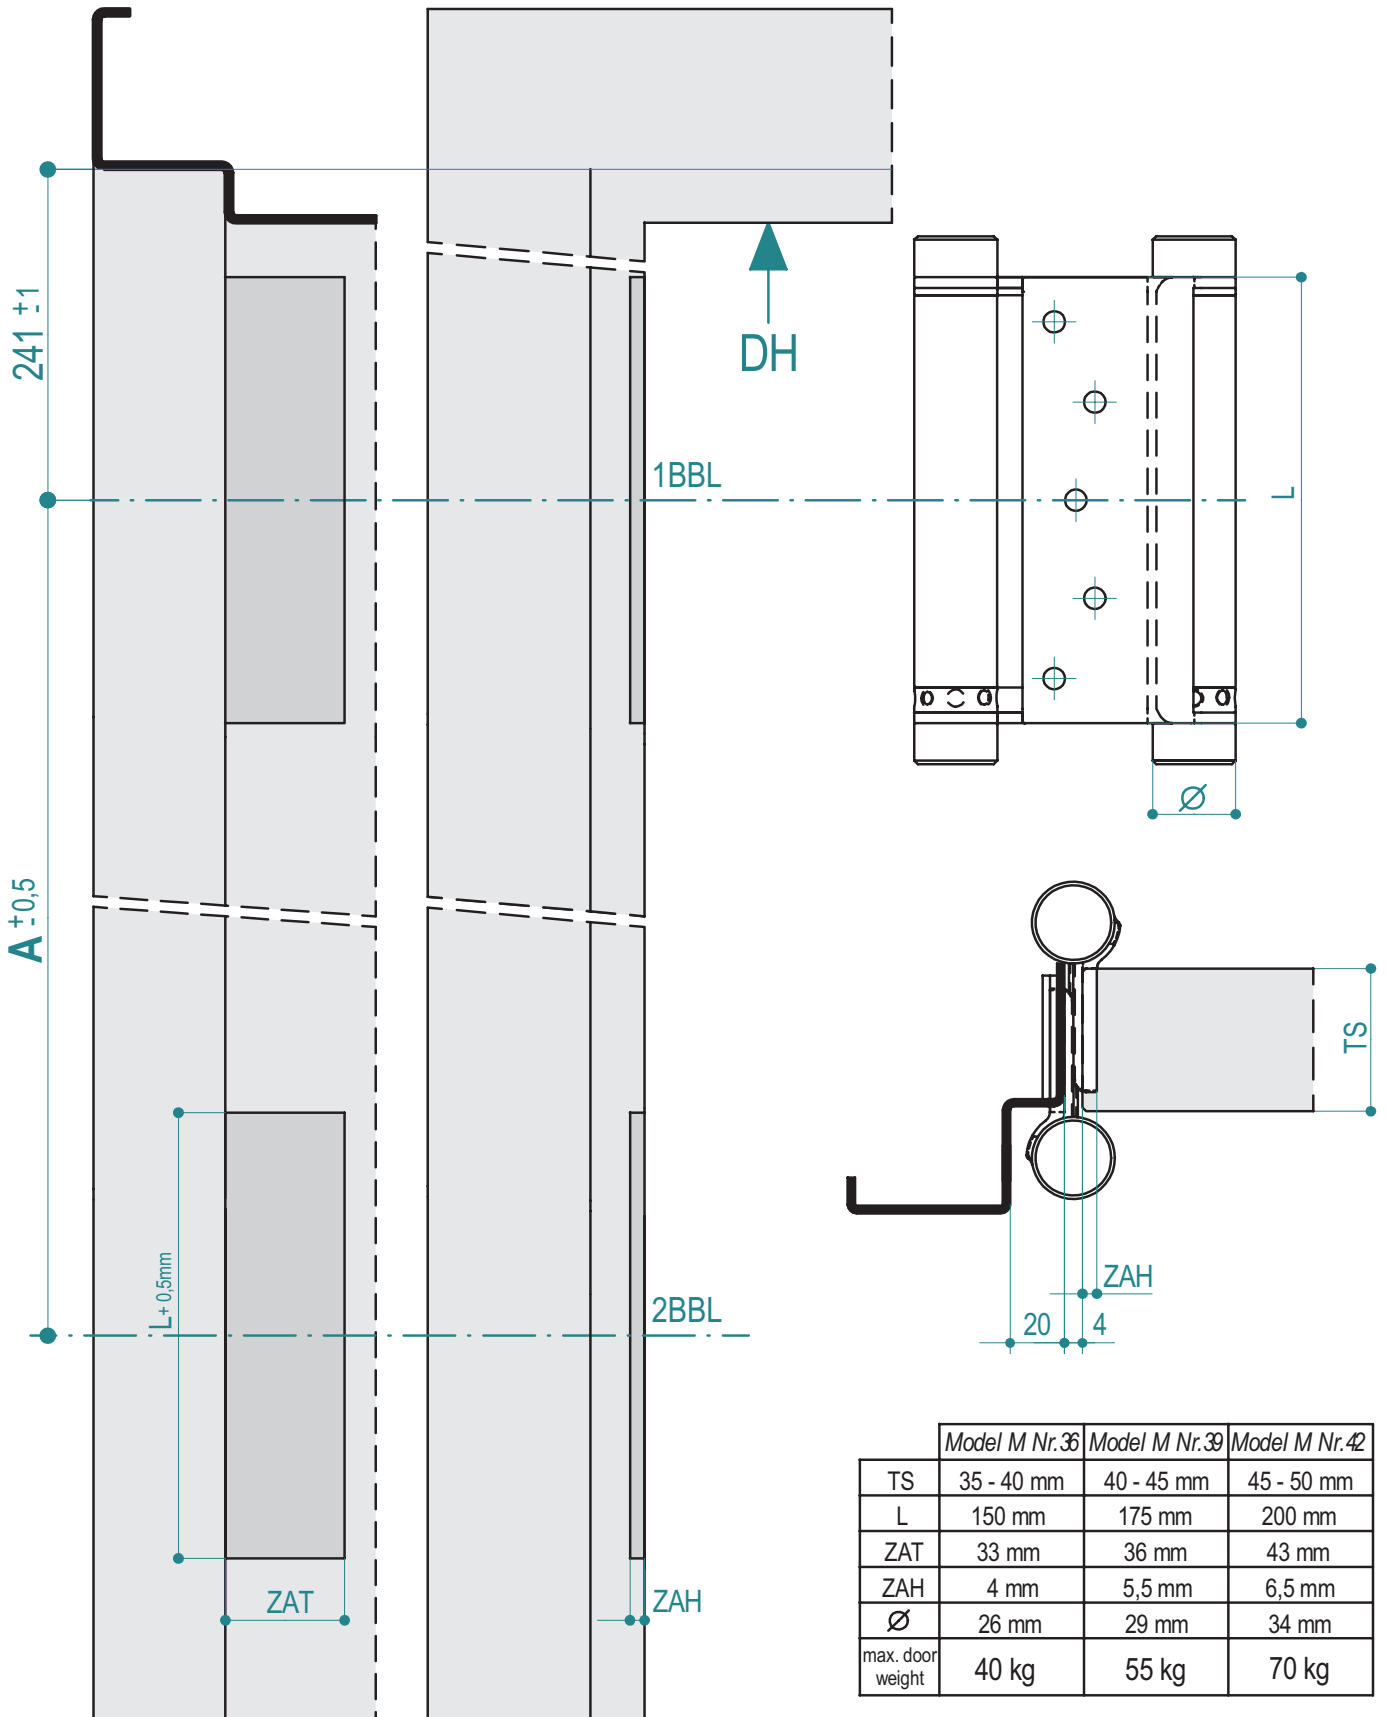 241 ±1
DH
1BBL
L
Ø
A ±0,5
TS
L+ 0,5mm
2BBL
ZAH
20
4
ZAT
ZAH
Model M Nr.36 Model M Nr.39 Model M Nr.42
TS 35 - 40 mm 40 - 45 mm 45 - 50 mm
L 150 mm 175 mm 200 mm
ZAT 33 mm 36 mm 43 mm
ZAH 4 mm 5,5 mm 6,5 mm
Ø 26 mm 29 mm 34 mm
max. door
weight 40 kg 55 kg 70 kg